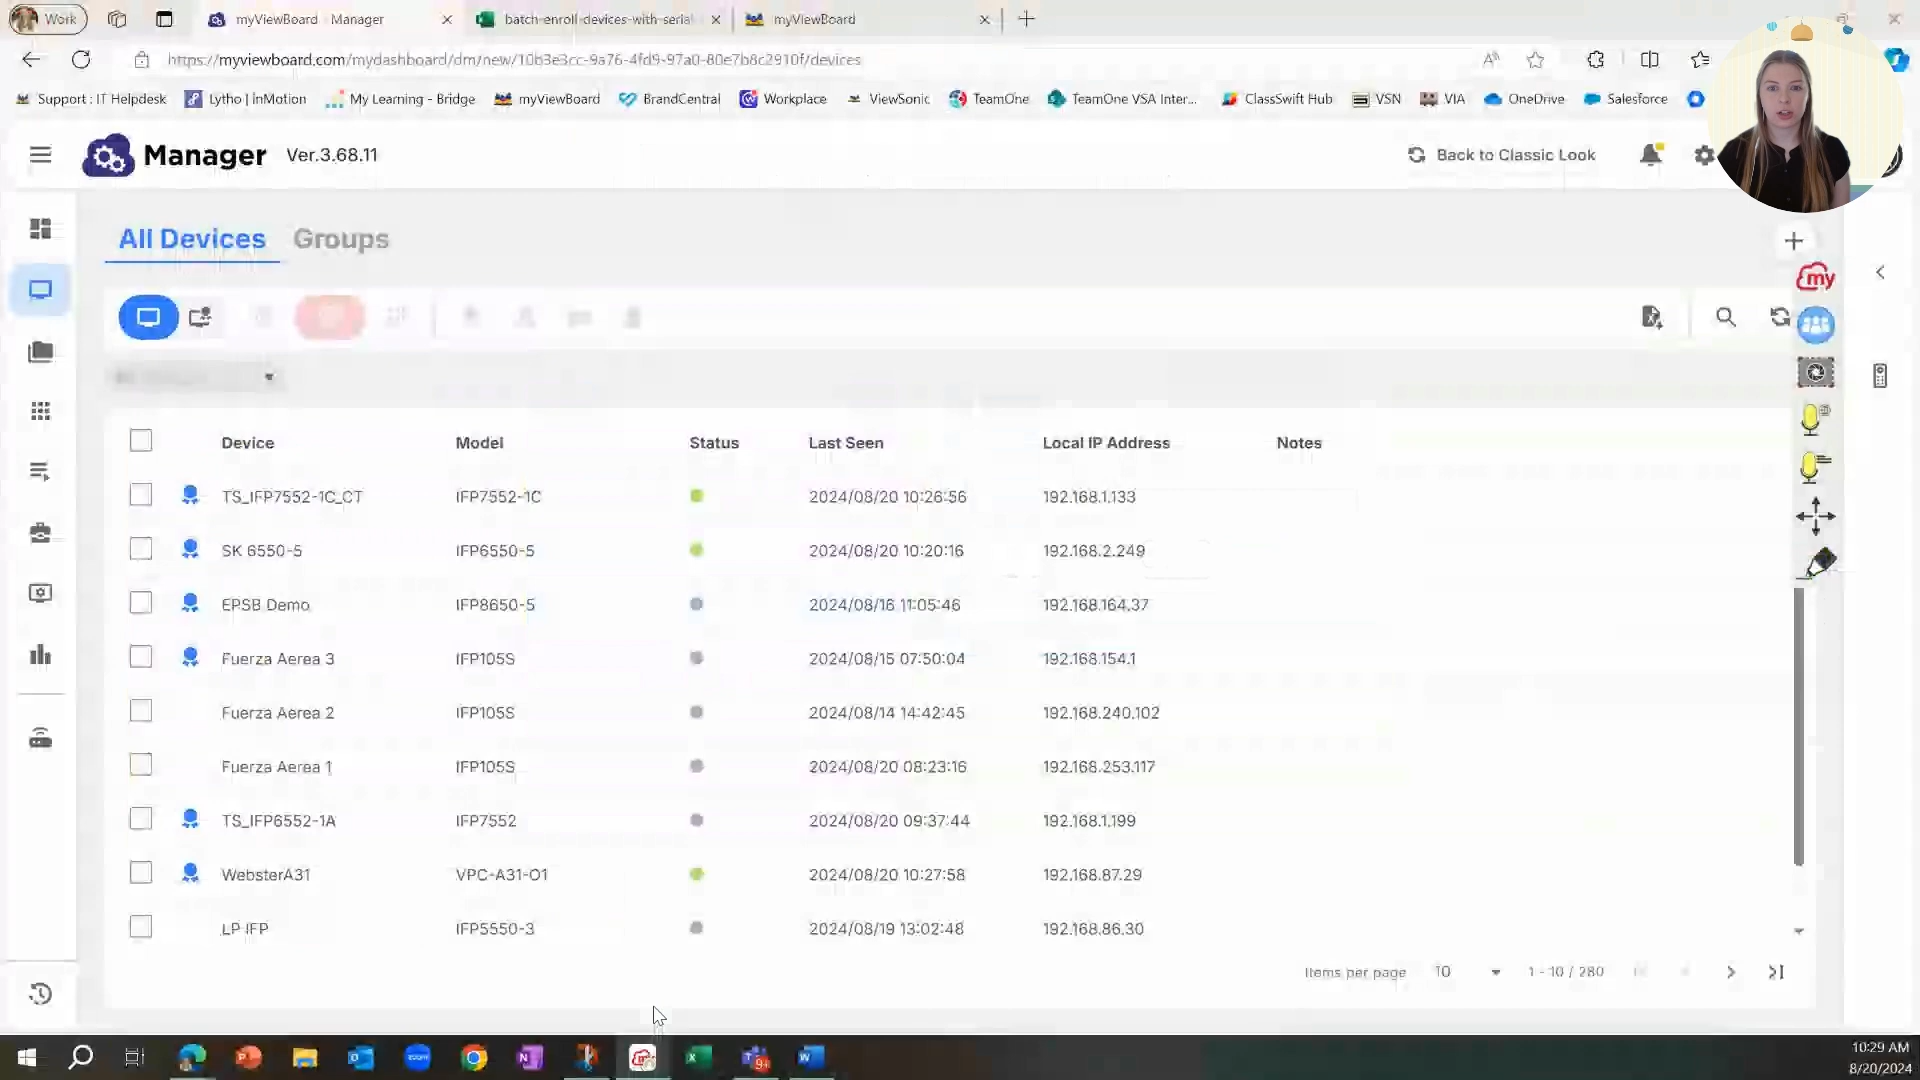 Work
myViewBoard - Manager
batch-enroll-devices-with-serial
myViewBoard
https://myviewboard.com/mydashboard/dm/new/10b3e3cc-9a76-4fd9-97a0-80e7b8c2910f/devices
Support : IT Helpdesk
Lytho | InMotion
My Learning - Bridge
myViewBoard
BrandCentral
Workplace
ViewSonic
TeamOne
TeamOne VSA Inter...
ClassSwift Hub
VSN
VIA
OneDrive
Salesforce
Manager Ver.3.68.11
Back to Classic Look
All Devices Groups
my
Device Model Status Last Seen Local IP Address Notes
TS_IFP7552-1C_CT IFP7552-1C 2024/08/20 10:26:56 192.168.1.133
SK 6550-5 IFP6550-5 2024/08/20 10:20:16 192.168.2.249
EPSB Demo IFP8650-5 2024/08/16 11:05:46 192.168.164.37
Fuerza Aerea 3 IFP105S 2024/08/15 07:50:04 192.168.154.1
Fuerza Aerea 2 IFP105S 2024/08/14 14:42:45 192.168.240.102
Fuerza Aerea 1 IFP105S 2024/08/20 08:23:16 192.168.253.117
TS_IFP6552-1A IFP7552 2024/08/20 09:37:44 192.168.1.199
WebsterA31 VPC-A31-O1 2024/08/20 10:27:58 192.168.87.29
LP IFP IFP5550-3 2024/08/19 13:02:48 192.168.86.30
Items per page 10 1 - 10 / 280
10:29 AM
8/20/2024